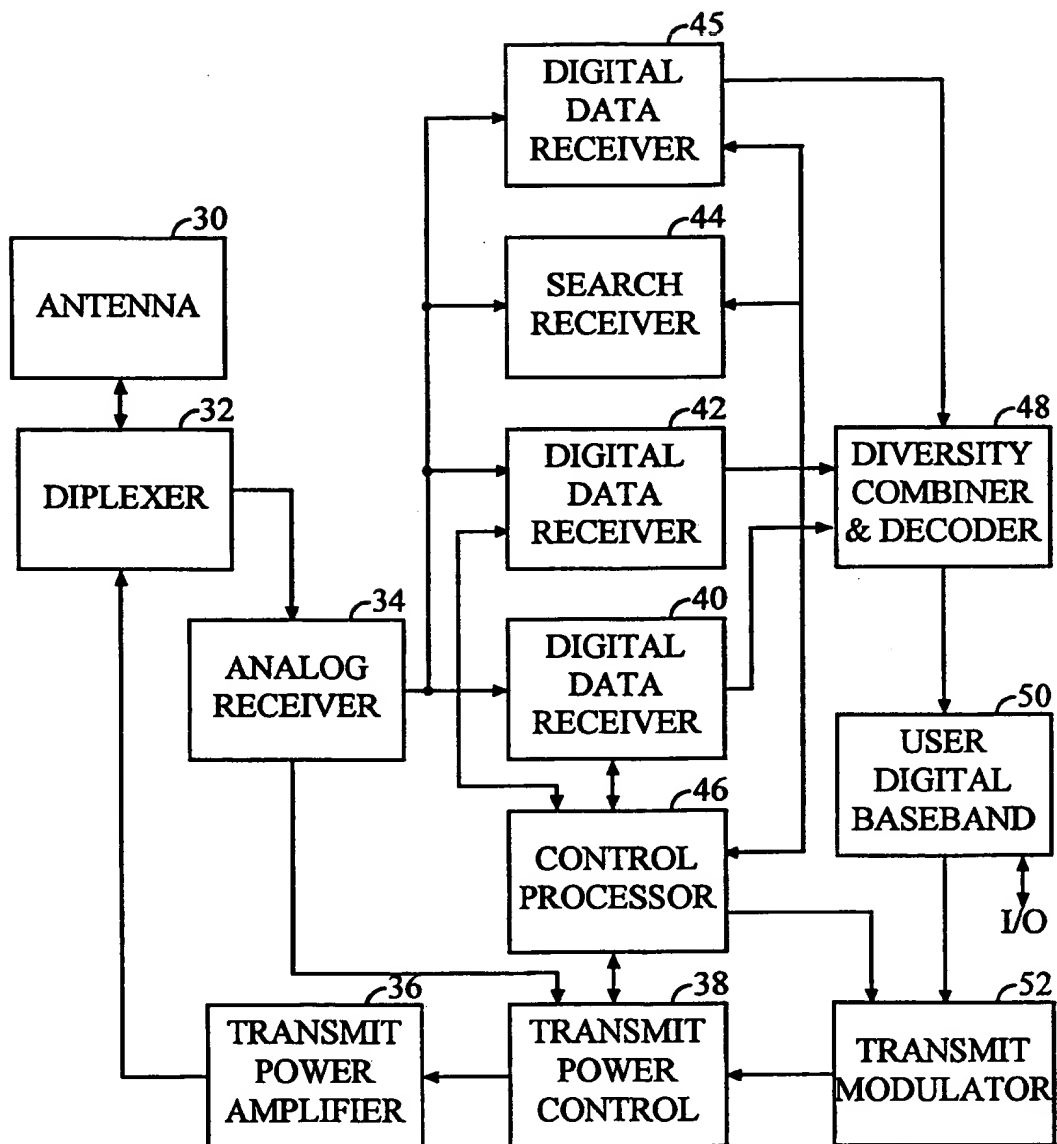 45
DIGITAL
DATA
RECEIVER
30
ANTENNA
44
SEARCH
RECEIVER
32
DIPLEXER
42
DIGITAL
DATA
RECEIVER
48
DIVERSITY
COMBINER
& DECODER
34
ANALOG
RECEIVER
40
DIGITAL
DATA
RECEIVER
50
USER
DIGITAL
BASEBAND
I/O
46
CONTROL
PROCESSOR
36
TRANSMIT
POWER
AMPLIFIER
38
TRANSMIT
POWER
CONTROL
52
TRANSMIT
MODULATOR